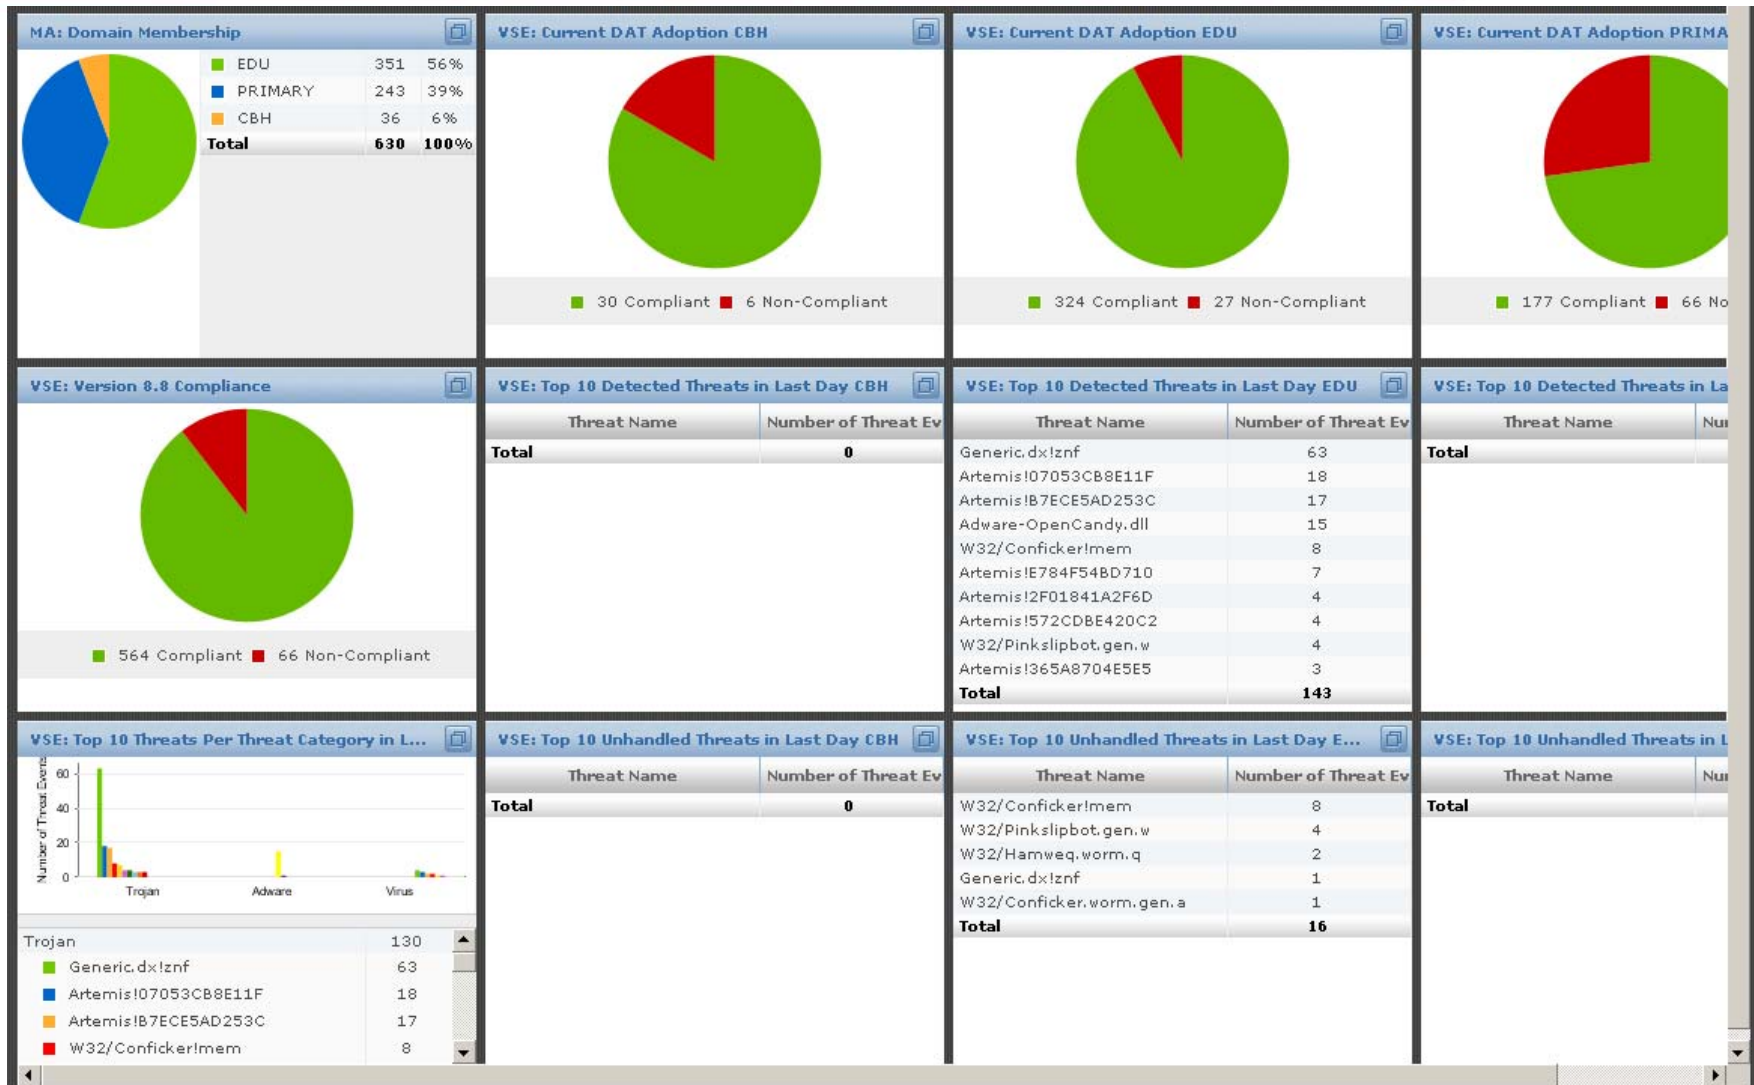 MA: Domain Membership
EDU 351 56%
PRIMARY 243 39%
CBH 36 6%
Total 630 100%
VSE: Current DAT Adoption CBH
30 Compliant 6 Non-Compliant
VSE: Current DAT Adoption EDU
324 Compliant 27 Non-Compliant
VSE: Current DAT Adoption PRIMA
177 Compliant 66 No
VSE: Version 8.8 Compliance
564 Compliant 66 Non-Compliant
VSE: Top 10 Detected Threats in Last Day CBH
Threat Name Number of Threat Ev
Total 0
VSE: Top 10 Detected Threats in Last Day EDU
Threat Name Number of Threat Ev
Generic.dx!znf 63
Artemis!07053CB8E11F 18
Artemis!B7ECE5AD253C 17
Adware-OpenCandy.dll 15
W32/Conficker!mem 8
Artemis!E784F54BD710 7
Artemis!2F01841A2F6D 4
Artemis!572CDBE420C2 4
W32/Pinkslipbot.gen.w 4
Artemis!365A8704E5E5 3
Total 143
VSE: Top 10 Detected Threats in La
Threat Name Nu
Total
VSE: Top 10 Threats Per Threat Category in L...
Number of Threat Events
60
40
20
0
Trojan Adware Virus
Trojan 130
Generic.dx!znf 63
Artemis!07053CB8E11F 18
Artemis!B7ECE5AD253C 17
W32/Conficker!mem 8
VSE: Top 10 Unhandled Threats in Last Day CBH
Threat Name Number of Threat Ev
Total 0
VSE: Top 10 Unhandled Threats in Last Day E...
Threat Name Number of Threat Ev
W32/Conficker!mem 8
W32/Pinkslipbot.gen.w 4
W32/Hamweq.worm.q 2
Generic.dx!znf 1
W32/Conficker.worm.gen.a 1
Total 16
VSE: Top 10 Unhandled Threats in L
Threat Name Nu
Total